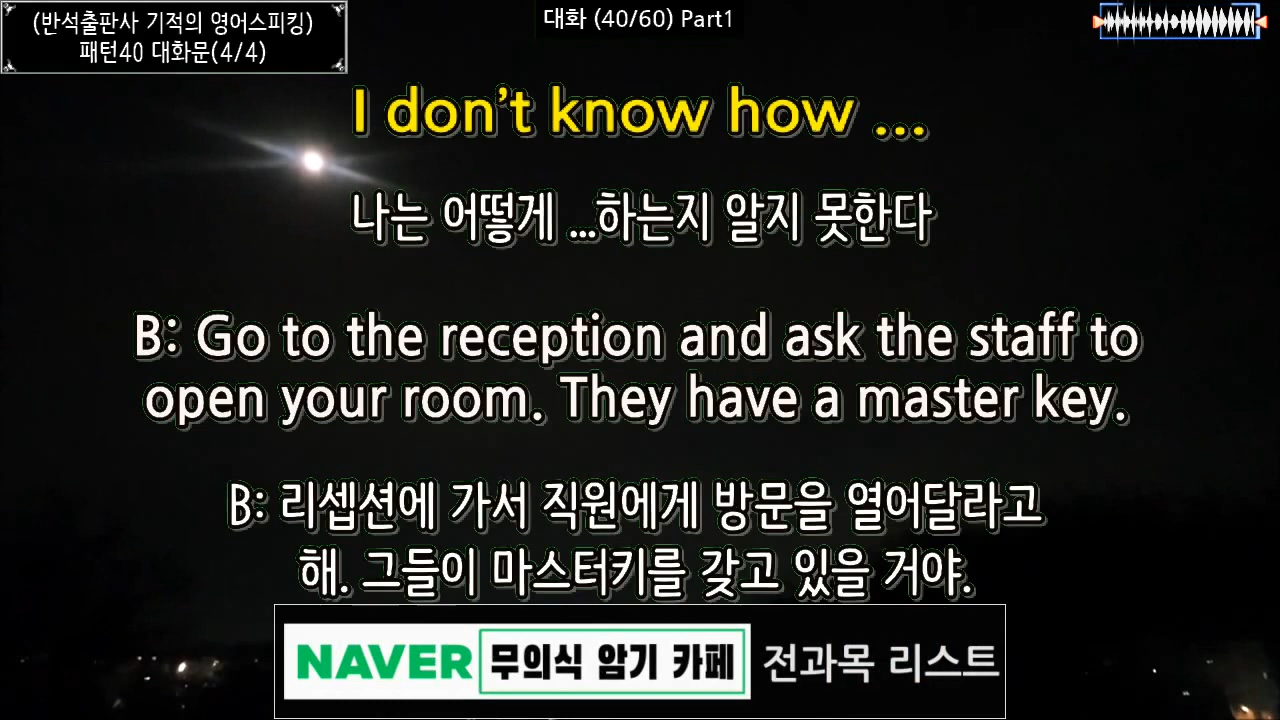 (반석출판사 기적의 영어스피킹)
패턴40 대화문(4/4)
대화 (40/60) Part1
I don’t know how ...
나는 어떻게 ...하는지 알지 못한다
B: Go to the reception and ask the staff to
open your room. They have a master key.
B: 리셉션에 가서 직원에게 방문을 열어달라고
해. 그들이 마스터키를 갖고 있을 거야.
NAVER 무의식 암기 카페 전과목 리스트